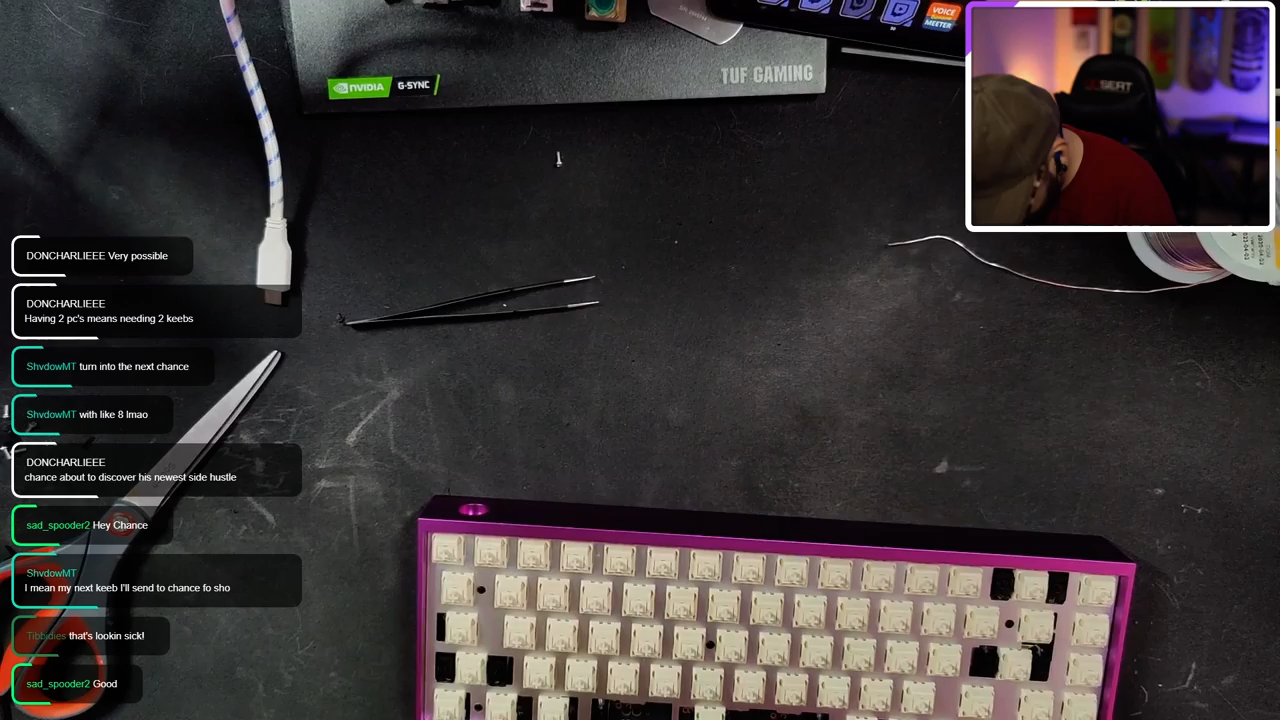 NVIDIA G-SYNC
TUF GAMING
VOICE
MEETER
DONCHARLIEEE Very possible
DONCHARLIEEE
Having 2 pc's means needing 2 keebs
ShvdowMT turn into the next chance
ShvdowMT with like 8 lmao
DONCHARLIEEE
chance about to discover his newest side hustle
sad_spooder2 Hey Chance
ShvdowMT
I mean my next keeb I'll send to chance fo sho
Tibbidies that's lookin sick!
sad_spooder2 Good